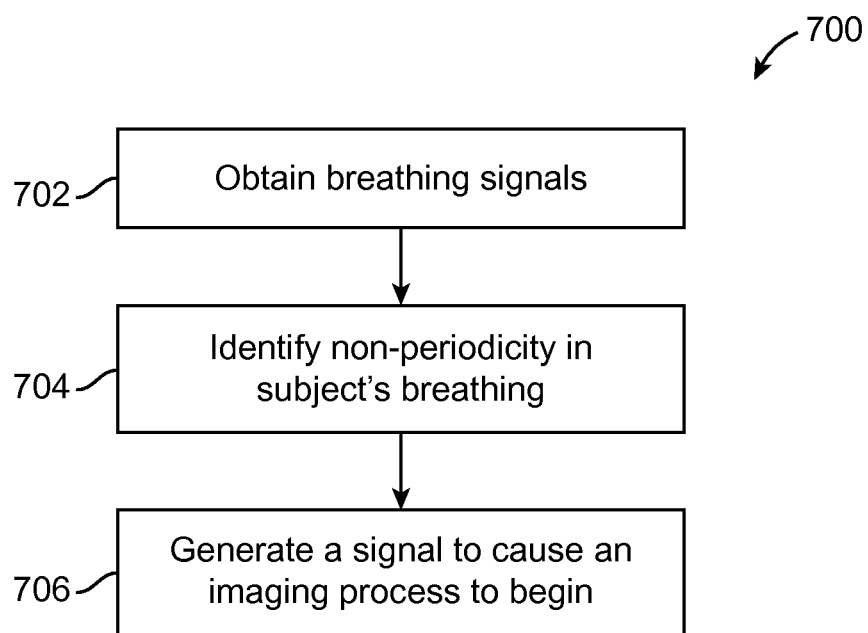 700
702
Obtain breathing signals
704
Identify non-periodicity in
subject's breathing
706
Generate a signal to cause an
imaging process to begin